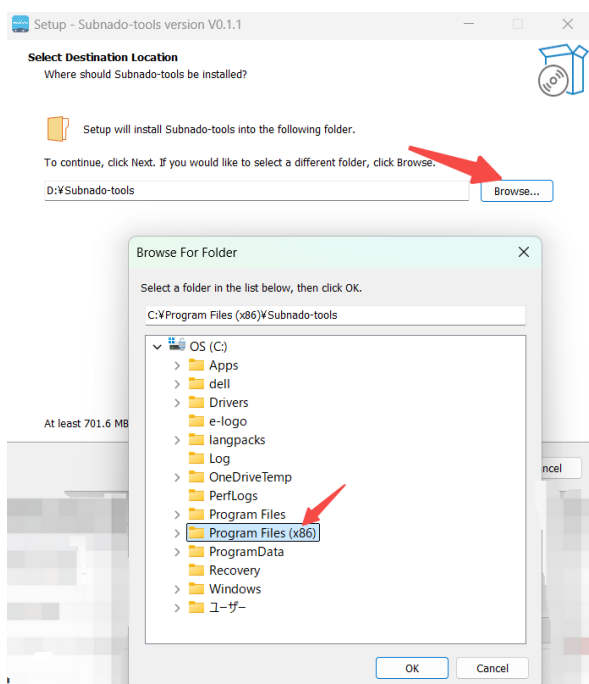 Setup - Subnado-tools version V0.1.1
Select Destination Location
Where should Subnado-tools be installed?
Setup will install Subnado-tools into the following folder.
To continue, click Next. If you would like to select a different folder, click Browse.
D:¥Subnado-tools
Browse...
Browse For Folder
Select a folder in the list below, then click OK.
C:¥Program Files (x86)¥Subnado-tools
OS (C:)
Apps
dell
Drivers
e-logo
langpacks
Log
OneDriveTemp
PerfLogs
Program Files
Program Files (x86)
ProgramData
Recovery
Windows
ユーザー
At least 701.6 MB
ncel
OK
Cancel